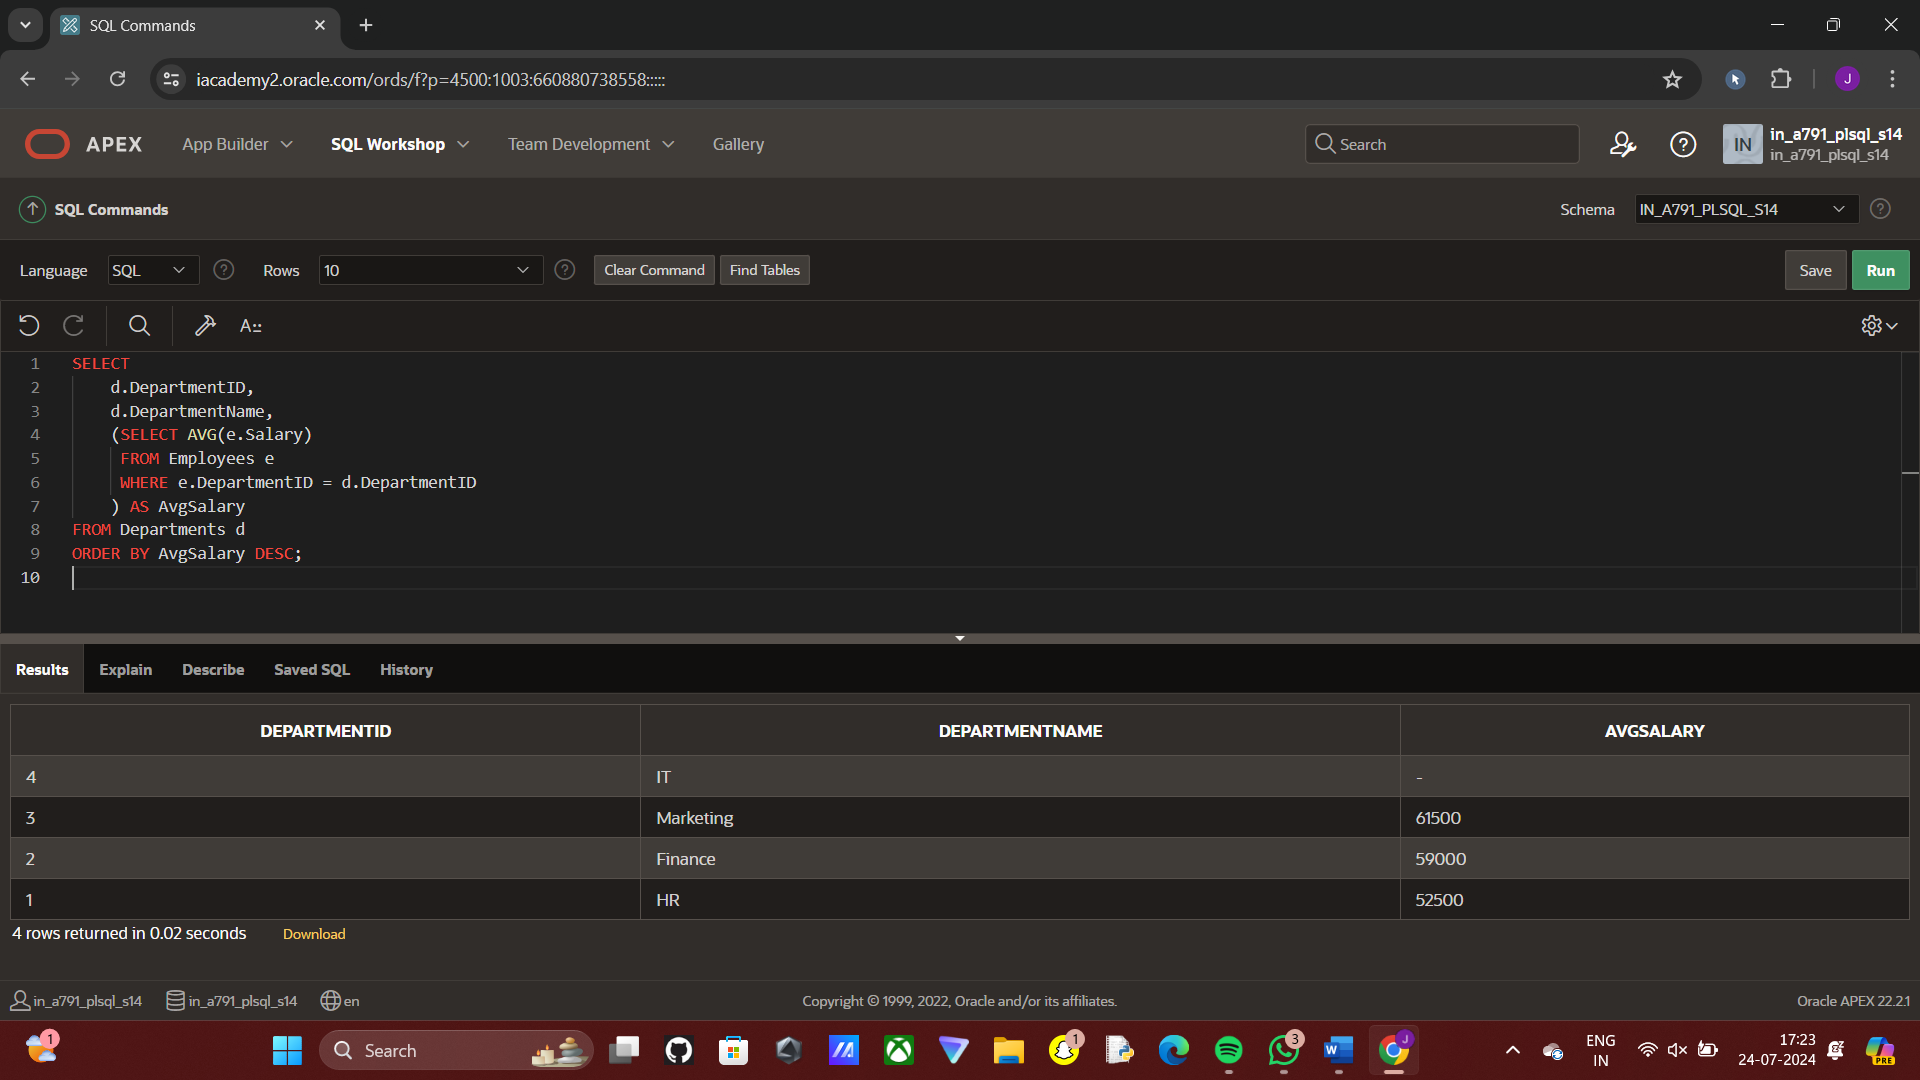 SQL Commands
iacademy2.oracle.com/ords/f?p=4500:1003:660880738558:::::
J
APEX App Builder SQL Workshop Team Development Gallery Search IN in_a791_plsql_s14
in_a791_plsql_s14
SQL Commands Schema IN_A791_PLSQL_S14
Language SQL Rows 10 Clear Command Find Tables Save Run
A::
1 SELECT
2 d.DepartmentID,
3 d.DepartmentName,
4 (SELECT AVG(e.Salary)
5 FROM Employees e
6 WHERE e.DepartmentID = d.DepartmentID
7 ) AS AvgSalary
8 FROM Departments d
9 ORDER BY AvgSalary DESC;
10
Results Explain Describe Saved SQL History
DEPARTMENTID DEPARTMENTNAME AVGSALARY
4 IT -
3 Marketing 61500
2 Finance 59000
1 HR 52500
4 rows returned in 0.02 seconds Download
in_a791_plsql_s14 in_a791_plsql_s14 en Copyright © 1999, 2022, Oracle and/or its affiliates. Oracle APEX 22.2.1
1 Search 1 3 W J ENG
IN 17:23
24-07-2024 PRE